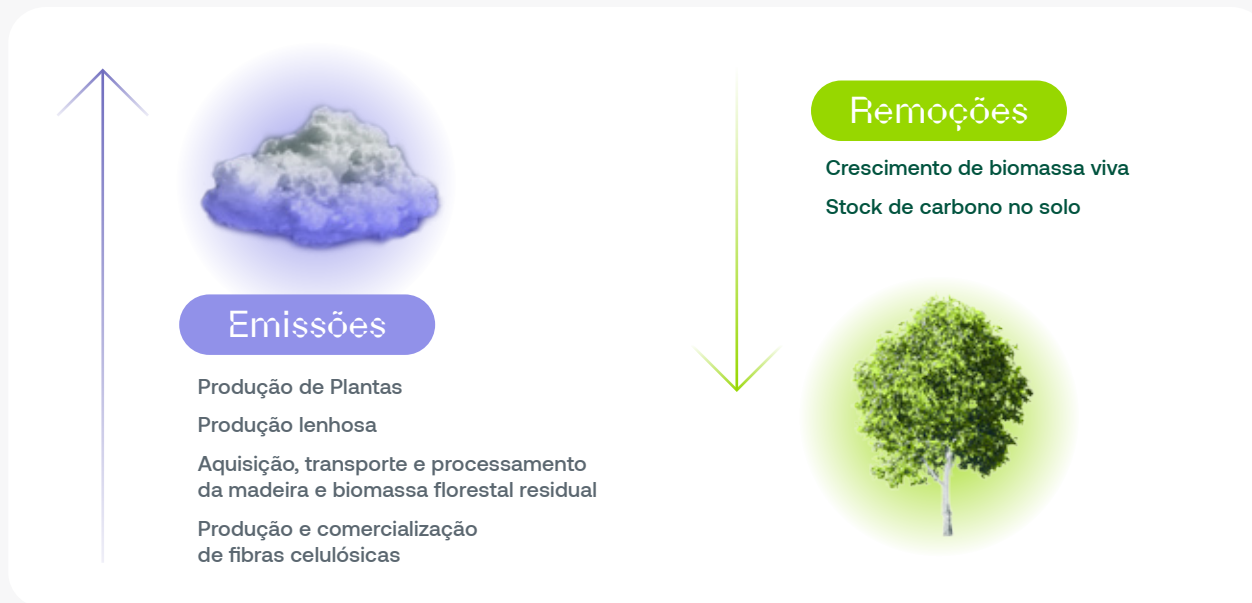 Emissões
Produção de Plantas
Produção lenhosa
Aquisição, transporte e processamento
da madeira e biomassa florestal residual
Produção e comercialização
de fibras celulósicas
Remoções
Crescimento de biomassa viva
Stock de carbono no solo